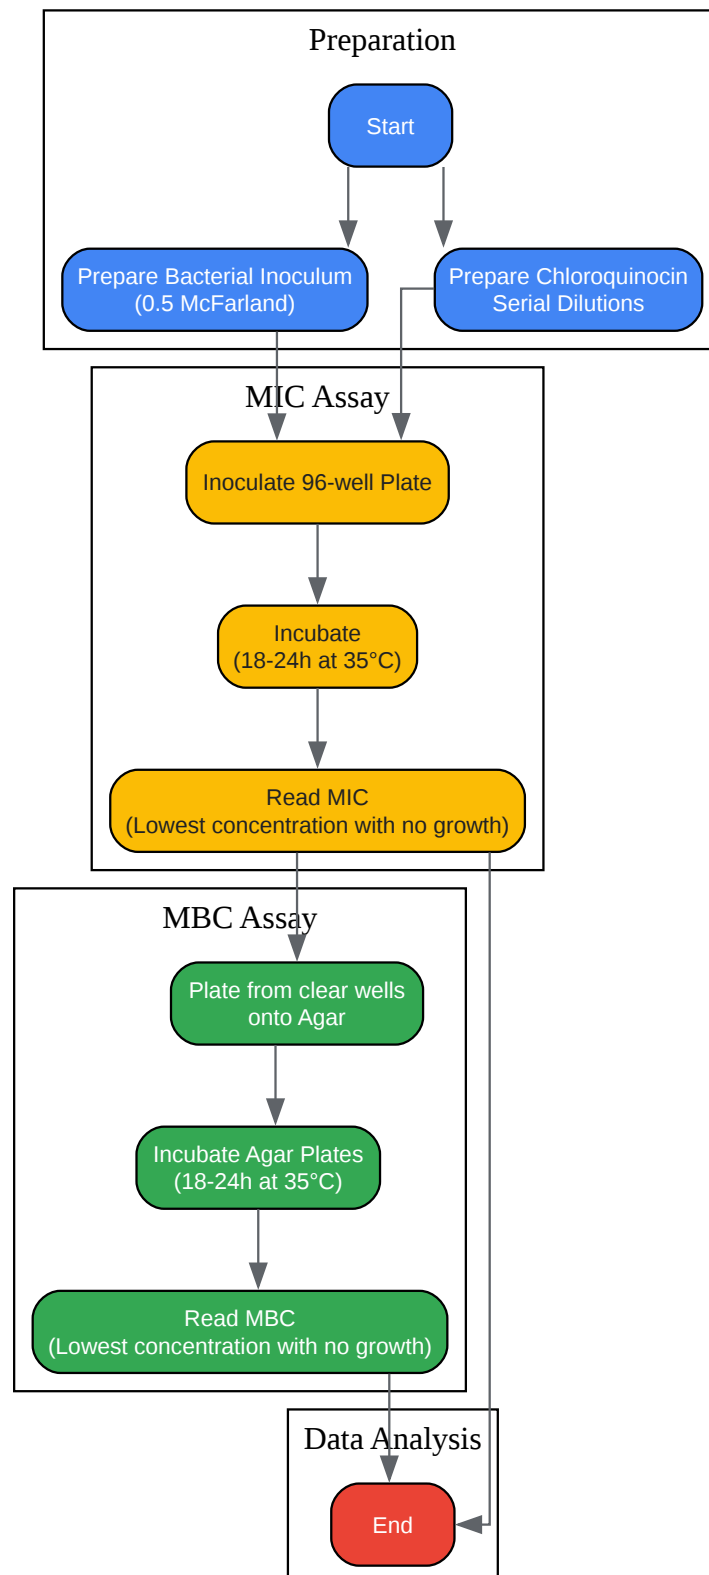 Preparation
Start
Prepare Bacterial Inoculum
(0.5 McFarland)
Prepare Chloroquinocin
Serial Dilutions
MIC Assay
Inoculate 96-well Plate
Incubate
(18-24h at 35°C)
Read MIC
(Lowest concentration with no growth)
MBC Assay
Plate from clear wells
onto Agar
Incubate Agar Plates
(18-24h at 35°C)
Read MBC
(Lowest concentration with no growth)
Data Analysis
End